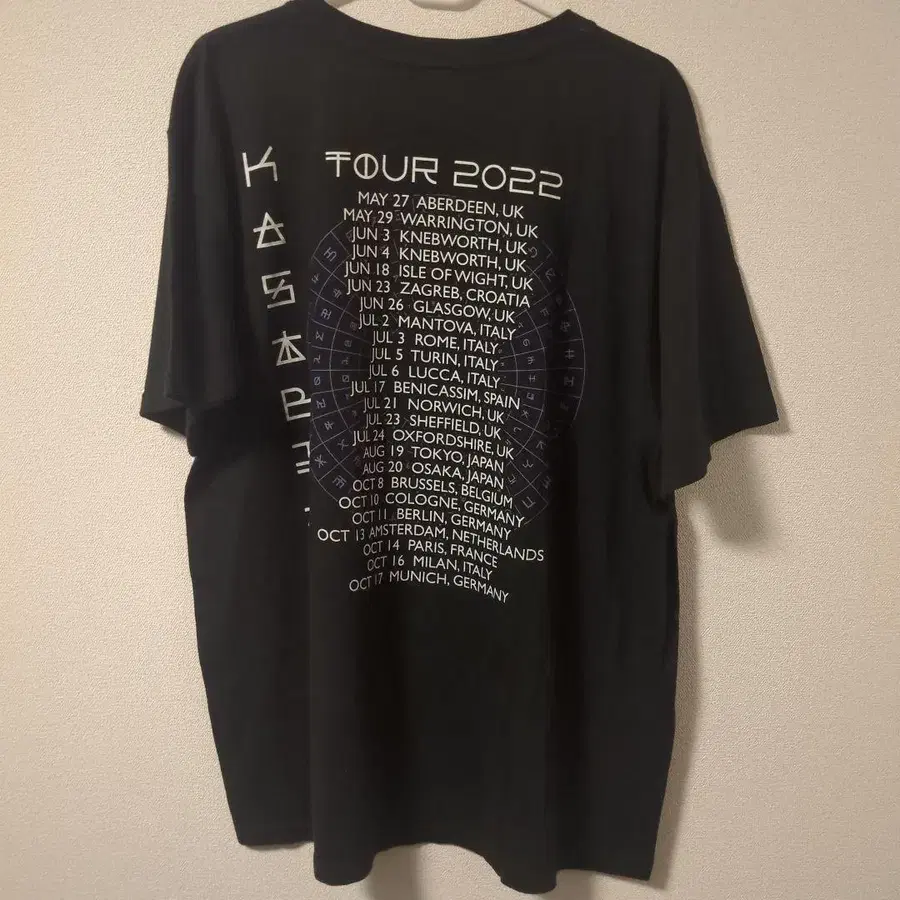 KASABI
TOUR 2022
MAY 27 ABERDEEN, UK
MAY 29 WARRINGTON, UK
JUN 3 KNEBWORTH, UK
JUN 4 KNEBWORTH, UK
JUN 18 ISLE OF WIGHT, UK
JUN 23 ZAGREB, CROATIA
JUN 26 GLASGOW, UK
JUL 2 MANTOVA, ITALY
JUL 3 ROME, ITALY
JUL 5 TURIN, ITALY
JUL 6 LUCCA, ITALY
JUL 17 BENICASSIM, SPAIN
JUL 21 NORWICH, UK
JUL 23 SHEFFIELD, UK
JUL 24 OXFORDSHIRE, UK
AUG 19 TOKYO, JAPAN
AUG 20 OSAKA, JAPAN
OCT 8 BRUSSELS, BELGIUM
OCT 10 COLOGNE, GERMANY
OCT 11 BERLIN, GERMANY
OCT 13 AMSTERDAM, NETHERLANDS
OCT 14 PARIS, FRANCE
OCT 16 MILAN, ITALY
OCT 17 MUNICH, GERMANY